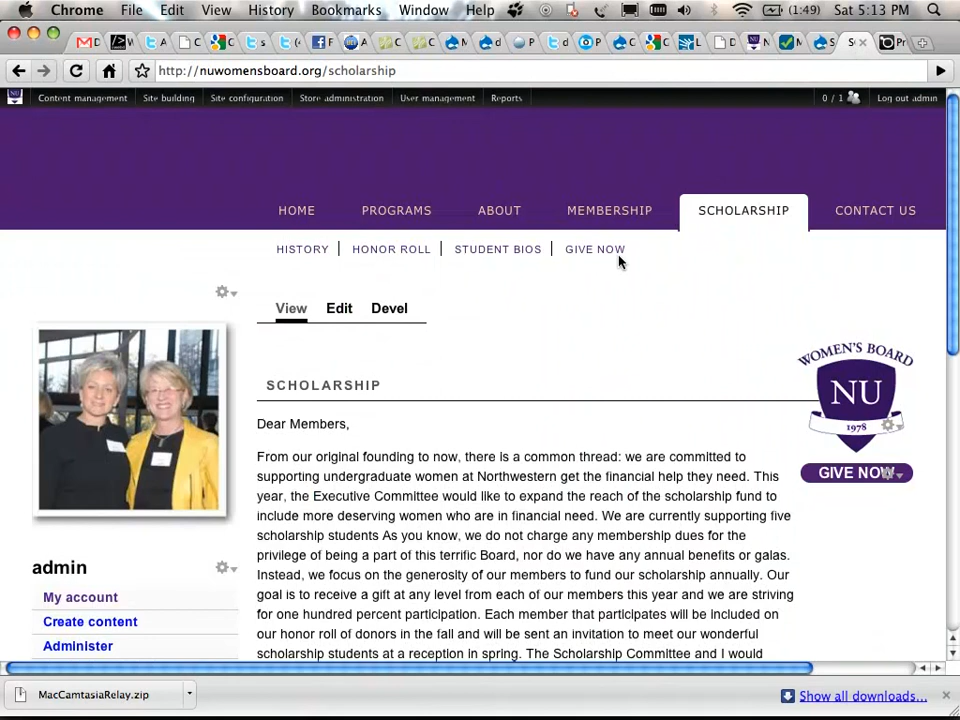 Chrome File Edit View History Bookmarks Window Help (1:49) Sat 5:13 PM
http://nuwomensboard.org/scholarship
Content management Site building Site configuration Store administration User management Reports 0 / 1 Log out admin
HOME PROGRAMS ABOUT MEMBERSHIP SCHOLARSHIP CONTACT US
HISTORY HONOR ROLL STUDENT BIOS GIVE NOW
View Edit Devel
WOMEN'S BOARD
NU
1978
GIVE NOW
SCHOLARSHIP
Dear Members,
From our original founding to now, there is a common thread: we are committed to
supporting undergraduate women at Northwestern get the financial help they need. This
year, the Executive Committee would like to expand the reach of the scholarship fund to
include more deserving women who are in financial need. We are currently supporting five
scholarship students As you know, we do not charge any membership dues for the
privilege of being a part of this terrific Board, nor do we have any annual benefits or galas.
Instead, we focus on the generosity of our members to fund our scholarship annually. Our
goal is to receive a gift at any level from each of our members this year and we are striving
for one hundred percent participation. Each member that participates will be included on
our honor roll of donors in the fall and will be sent an invitation to meet our wonderful
scholarship students at a reception in spring. The Scholarship Committee and I would
admin
My account
Create content
Administer
MacCamtasiaRelay.zip
Show all downloads...